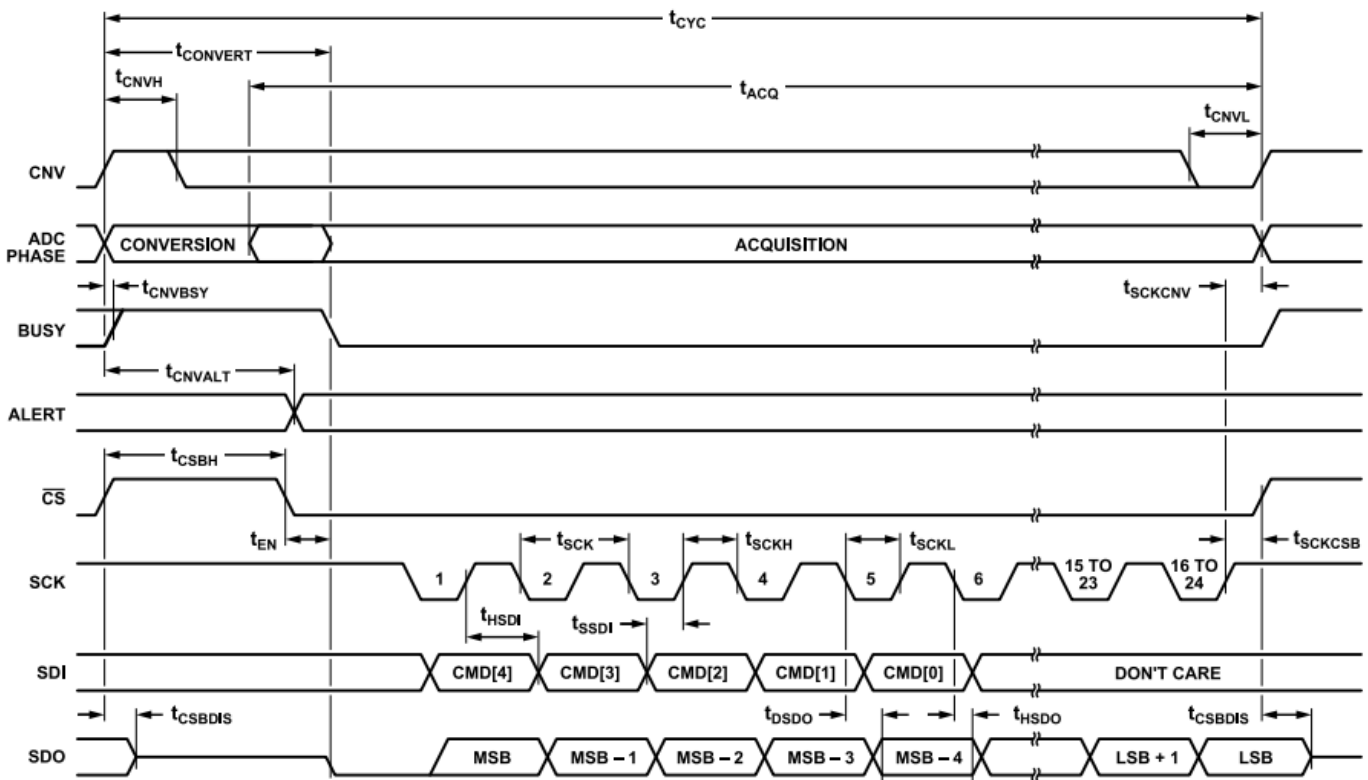 tCYC
tCONVERT
tCNVH
tACQ
tCNVL
CNV
ADC
PHASE
CONVERSION
ACQUISITION
tCNVBSY
tSCKCNV
BUSY
tCNVALT
ALERT
tCSBH
CS
tEN
tSCK
tSCKH
tSCKL
tSCKCSB
SCK
1
2
3
4
5
6
15 TO
23
16 TO
24
tHSDI
tSSDI
SDI
CMD[4]
CMD[3]
CMD[2]
CMD[1]
CMD[0]
DON'T CARE
tCSBDIS
tDSDO
tHSDO
tCSBDIS
SDO
MSB
MSB – 1
MSB – 2
MSB – 3
MSB – 4
LSB + 1
LSB